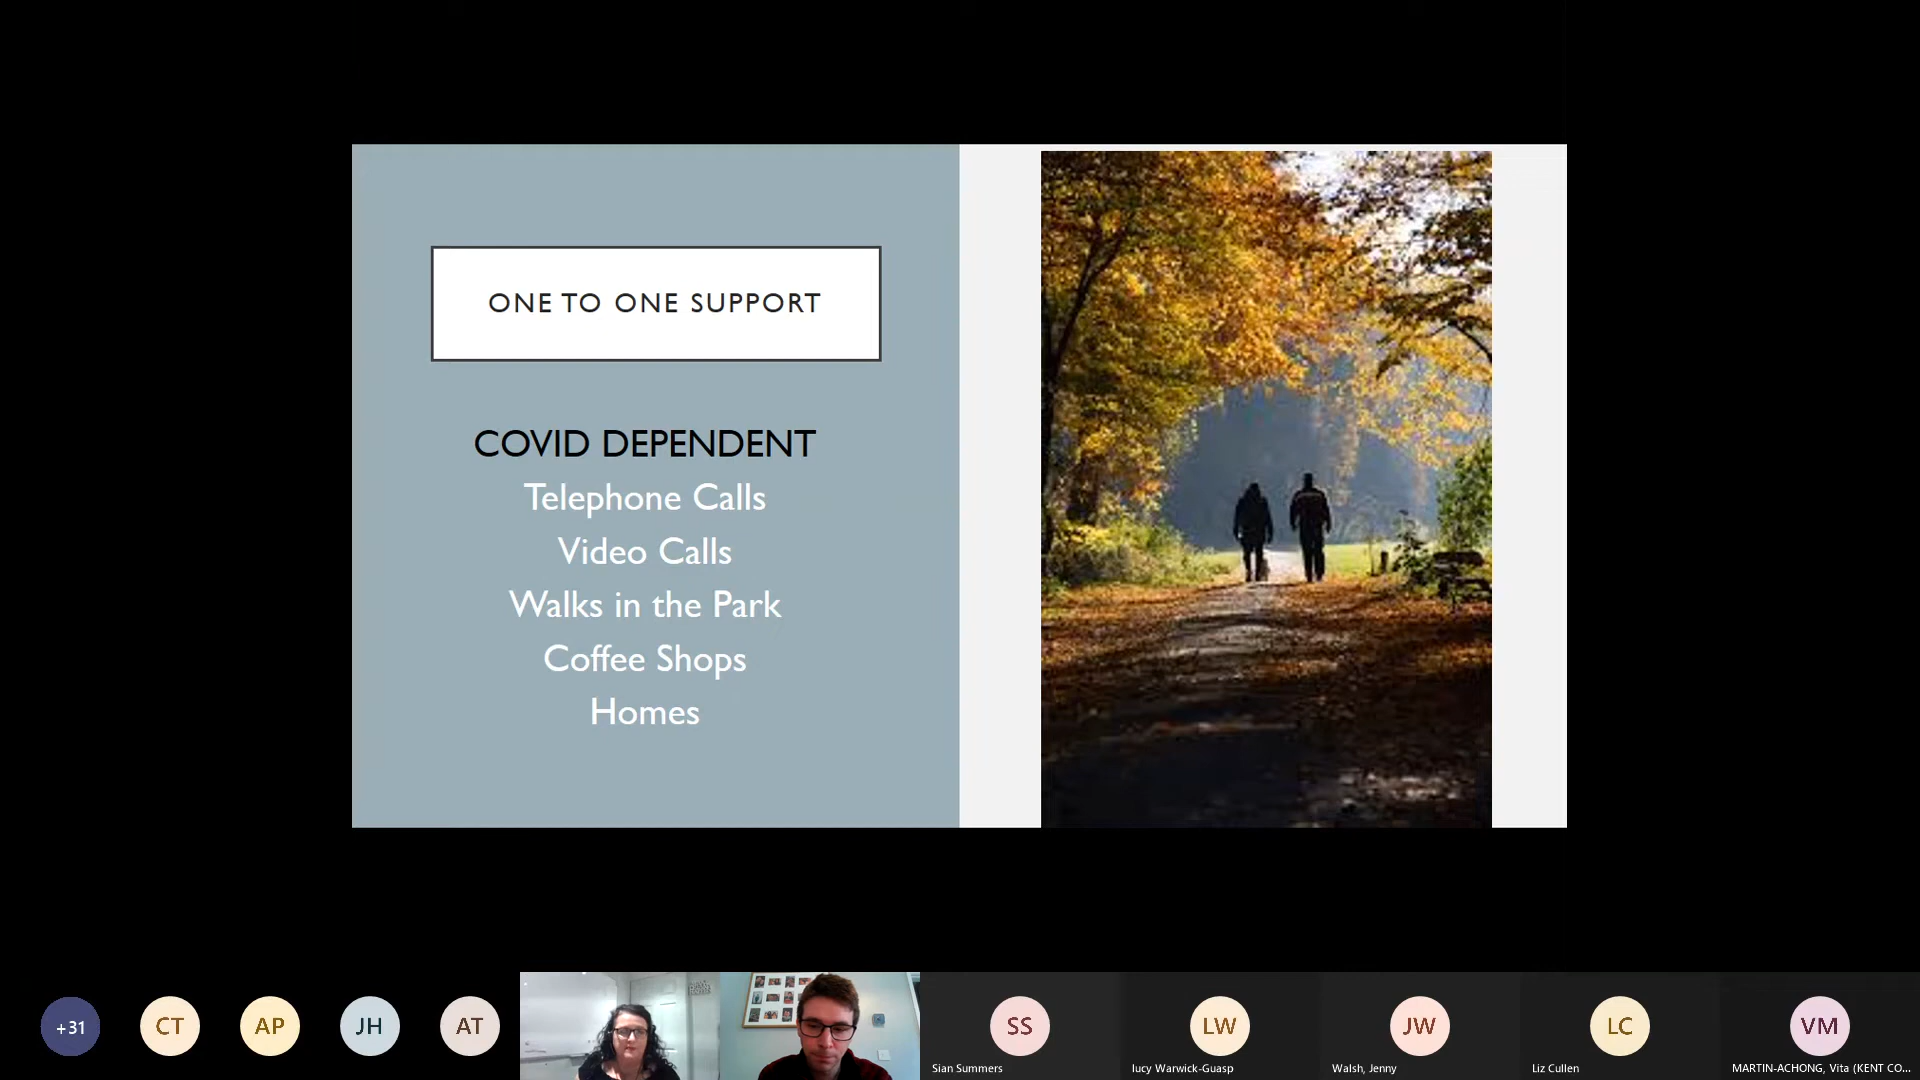 ONE TO ONE SUPPORT
COVID DEPENDENT
Telephone Calls
Video Calls
Walks in the Park
Coffee Shops
Homes
+31
CT
AP
JH
AT
SS
LW
JW
LC
VM
Sian Summers
lucy Warwick-Guasp
Walsh, Jenny
Liz Cullen
MARTIN-ACHONG, Vita (KENT CO...